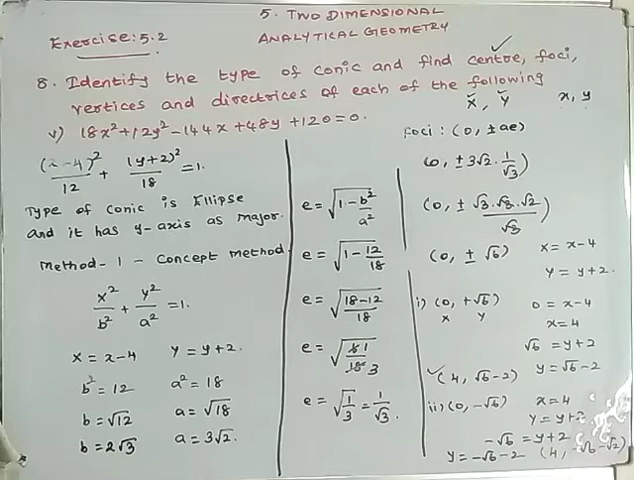 5. TWO DIMENSIONAL
ANALYTICAL GEOMETRY
Exercise: 5.2
8. Identify the type of conic and find centre, foci,
vertices and directrices of each of the following
v) 18x²+12y²-144x+48y+120=0.
(x-4)²/12 + (y+2)²/18 =1.
Type of conic is Ellipse
and it has y-axis as major.
Method-1 - Concept method
x²/b² + y²/a² =1.
X = x-4 Y = y+2.
b² = 12 a² = 18
b = √12 a = √18
b = 2√3 a = 3√2.
e = √(1-b²/a²)
e = √(1-12/18)
e = √(18-12/18)
e = √(6 1/18 3)
e = √(1/3) = 1/√3.
X, Y x, y
foci : (0, ±ae)
(0, ±3√2 . 1/√3)
(0, ± √3.√3.√2/√3)
(0, ± √6) X = x-4
Y = y+2.
i) (0, +√6) 0 = x-4
X Y x=4
√6 = y+2
(4, √6-2) y = √6-2
ii) (0, -√6) x=4
Y = y+2
-√6 = y+2
y = -√6-2 (4,